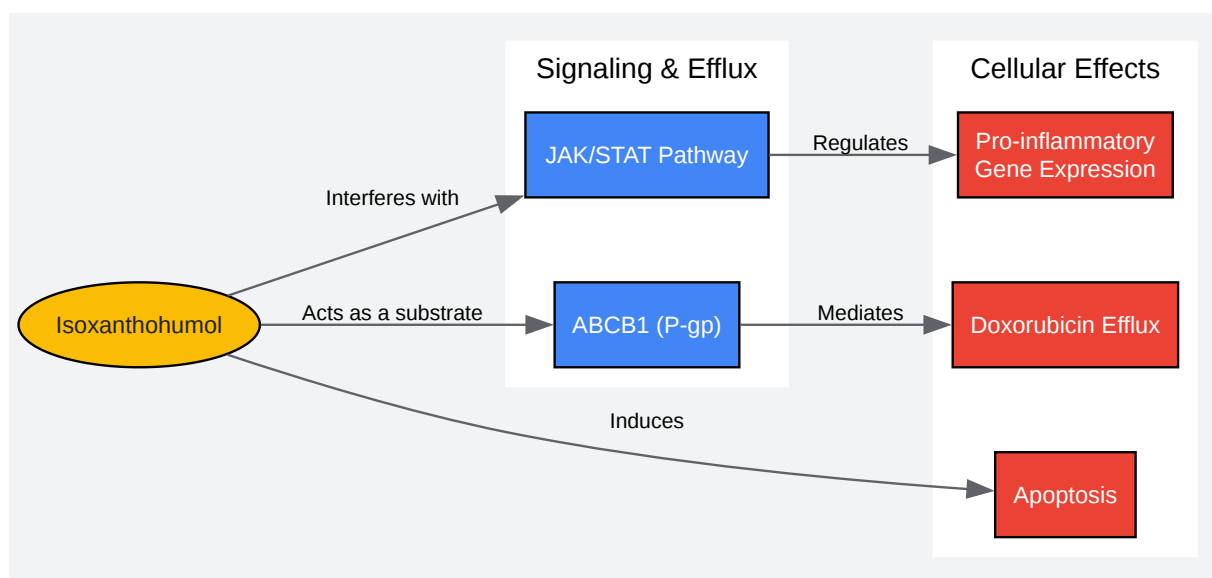 Signaling & Efflux
Cellular Effects
JAK/STAT Pathway
Regulates
Pro-inflammatory
Gene Expression
Interferes with
Isoxanthohumol
Acts as a substrate
ABCB1 (P-gp)
Mediates
Doxorubicin Efflux
Induces
Apoptosis